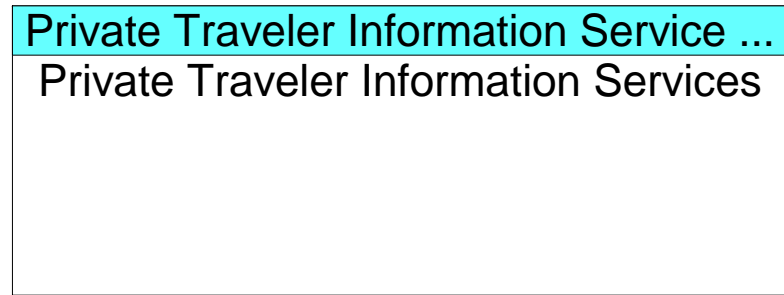 Private Traveler Information Service ...
Private Traveler Information Services